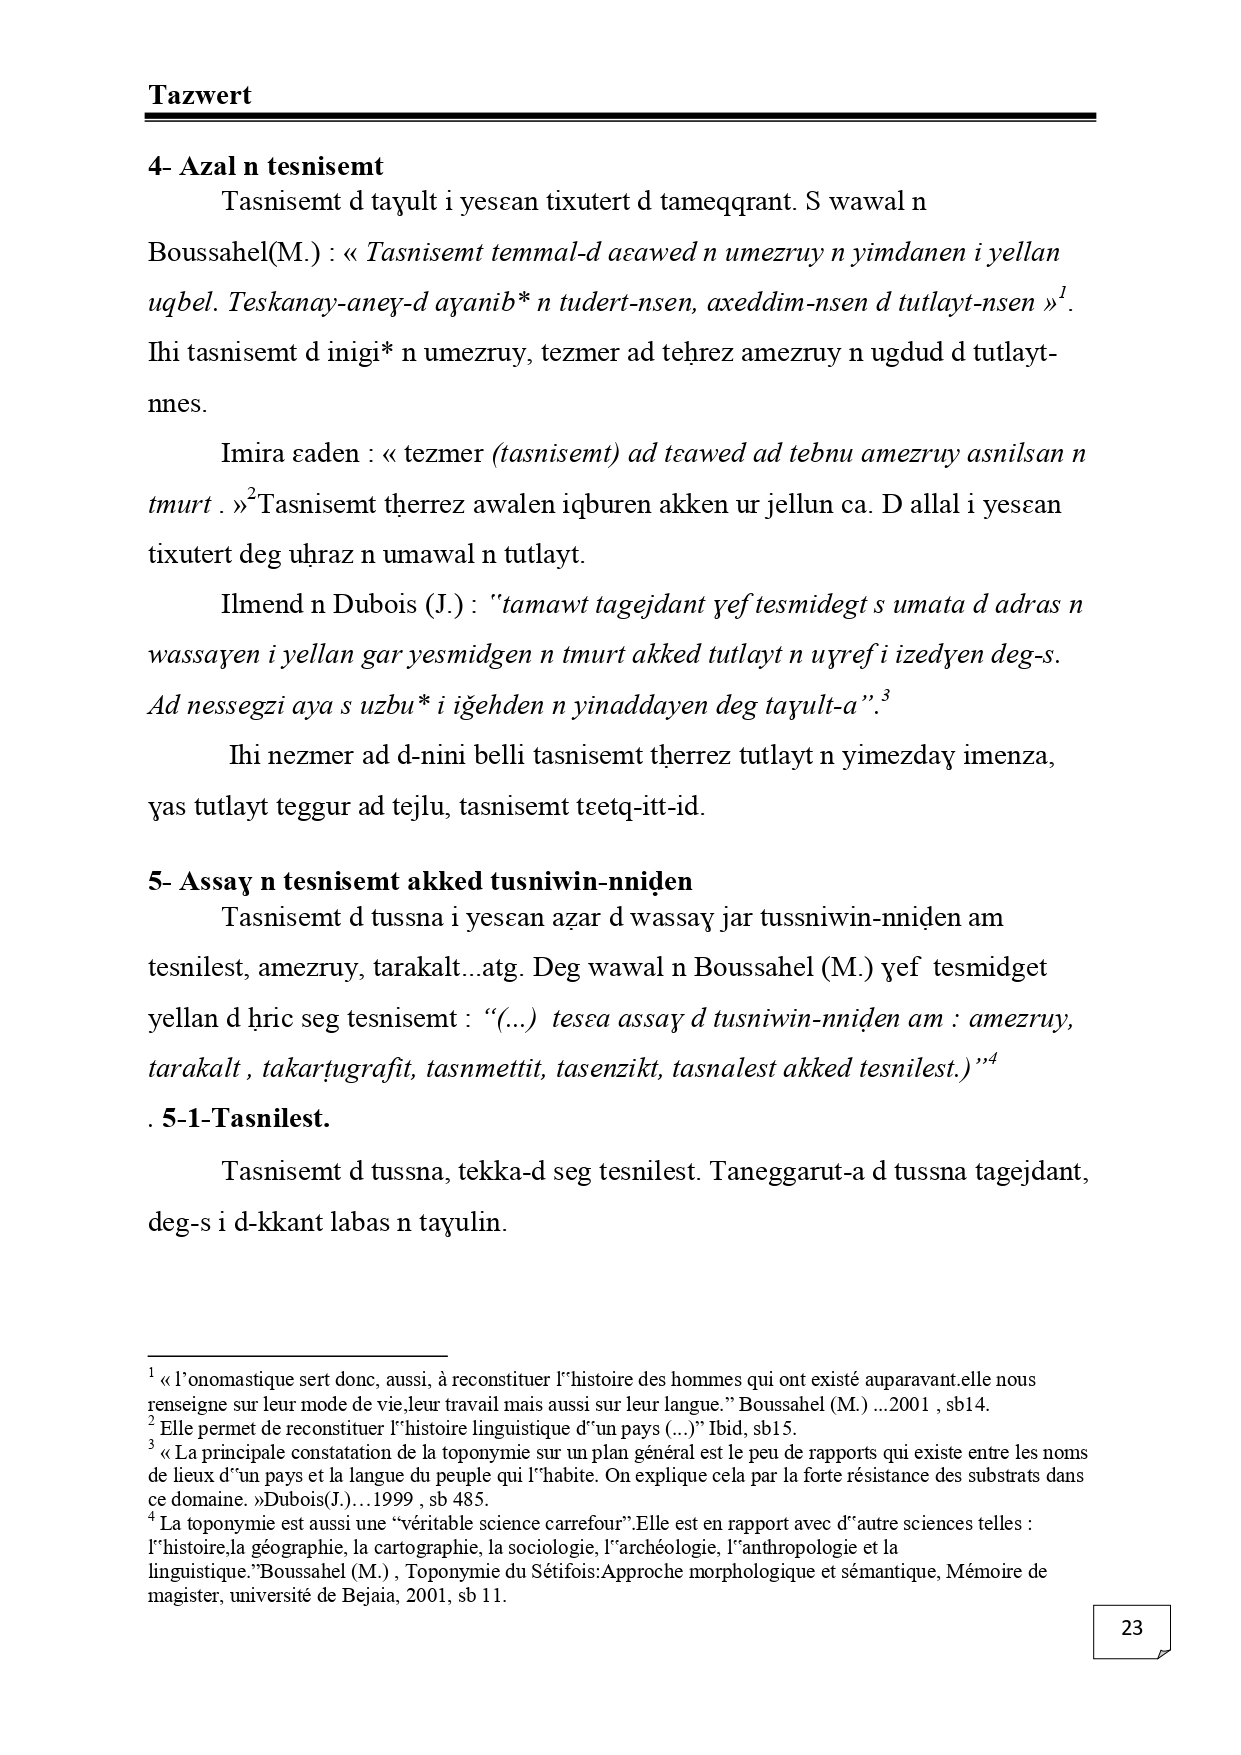 Tazwert
4- Azal n tesnisemt
Tasnisemt d taɣult i yesɛan tixutert d tameqqrant. S wawal n
Boussahel(M.) : « Tasnisemt temmal-d aɛawed n umezruy n yimdanen i yellan
uqbel. Teskanay-aneɣ-d aɣanib* n tudert-nsen, axeddim-nsen d tutlayt-nsen »1.
Ihi tasnisemt d inigi* n umezruy, tezmer ad teḥrez amezruy n ugdud d tutlayt-
nnes.
Imira ɛaden : « tezmer (tasnisemt) ad tɛawed ad tebnu amezruy asnilsan n
tmurt . »2Tasnisemt tḥerrez awalen iqburen akken ur jellun ca. D allal i yesɛan
tixutert deg uḥraz n umawal n tutlayt.
Ilmend n Dubois (J.) : ‟tamawt tagejdant ɣef tesmidegt s umata d adras n
wassaɣen i yellan gar yesmidgen n tmurt akked tutlayt n uɣref i izedɣen deg-s.
Ad nessegzi aya s uzbu* i iǧehden n yinaddayen deg taɣult-a”.3
Ihi nezmer ad d-nini belli tasnisemt tḥerrez tutlayt n yimezdaɣ imenza,
ɣas tutlayt teggur ad tejlu, tasnisemt tɛetq-itt-id.
5- Assaɣ n tesnisemt akked tusniwin-nniḍen
Tasnisemt d tussna i yesɛan aẓar d wassaɣ jar tussniwin-nniḍen am
tesnilest, amezruy, tarakalt...atg. Deg wawal n Boussahel (M.) ɣef  tesmidget
yellan d ḥric seg tesnisemt : “(...)  tesɛa assaɣ d tusniwin-nniḍen am : amezruy,
tarakalt , takarṭugrafit, tasnmettit, tasenzikt, tasnalest akked tesnilest.)”4
. 5-1-Tasnilest.
Tasnisemt d tussna, tekka-d seg tesnilest. Taneggarut-a d tussna tagejdant,
deg-s i d-kkant labas n taɣulin.
1 « l’onomastique sert donc, aussi, à reconstituer l‟histoire des hommes qui ont existé auparavant.elle nous
renseigne sur leur mode de vie,leur travail mais aussi sur leur langue.” Boussahel (M.) ...2001 , sb14.
2 Elle permet de reconstituer l‟histoire linguistique d‟un pays (...)” Ibid, sb15.
3 « La principale constatation de la toponymie sur un plan général est le peu de rapports qui existe entre les noms
de lieux d‟un pays et la langue du peuple qui l‟habite. On explique cela par la forte résistance des substrats dans
ce domaine. »Dubois(J.)…1999 , sb 485.
4 La toponymie est aussi une “véritable science carrefour”.Elle est en rapport avec d‟autre sciences telles :
l‟histoire,la géographie, la cartographie, la sociologie, l‟archéologie, l‟anthropologie et la
linguistique.”Boussahel (M.) , Toponymie du Sétifois:Approche morphologique et sémantique, Mémoire de
magister, université de Bejaia, 2001, sb 11.
23